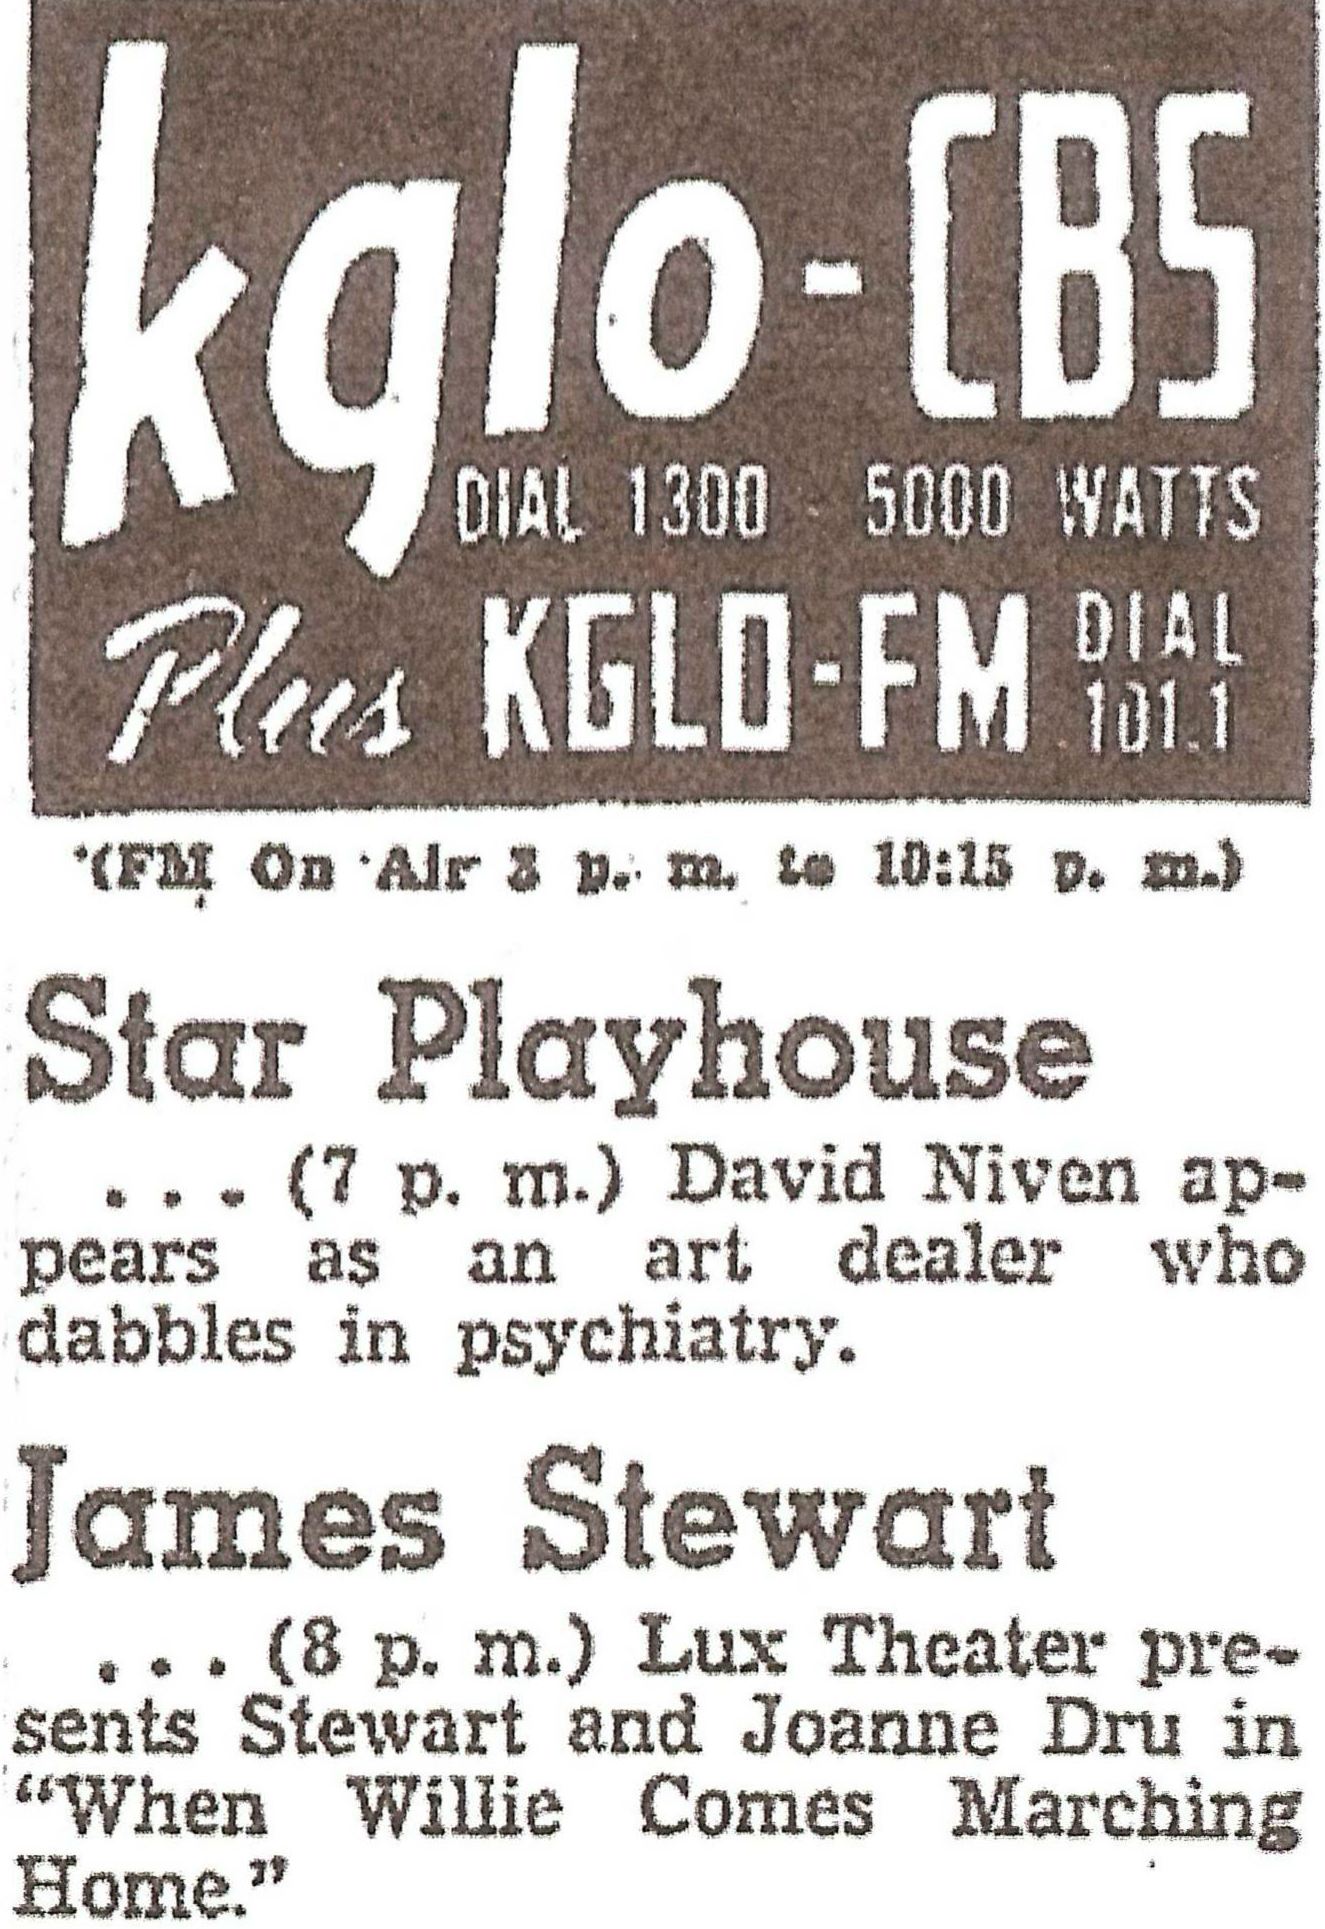 kglo-CBS
DIAL 1300 5000 WATTS
Plus KGLO-FM DIAL 101.1
(FM On Air 3 p. m. to 10:15 p. m.)
Star Playhouse
. . . (7 p. m.) David Niven ap-
pears as an art dealer who
dabbles in psychiatry.
James Stewart
. . . (8 p. m.) Lux Theater pre-
sents Stewart and Joanne Dru in
“When Willie Comes Marching
Home.”